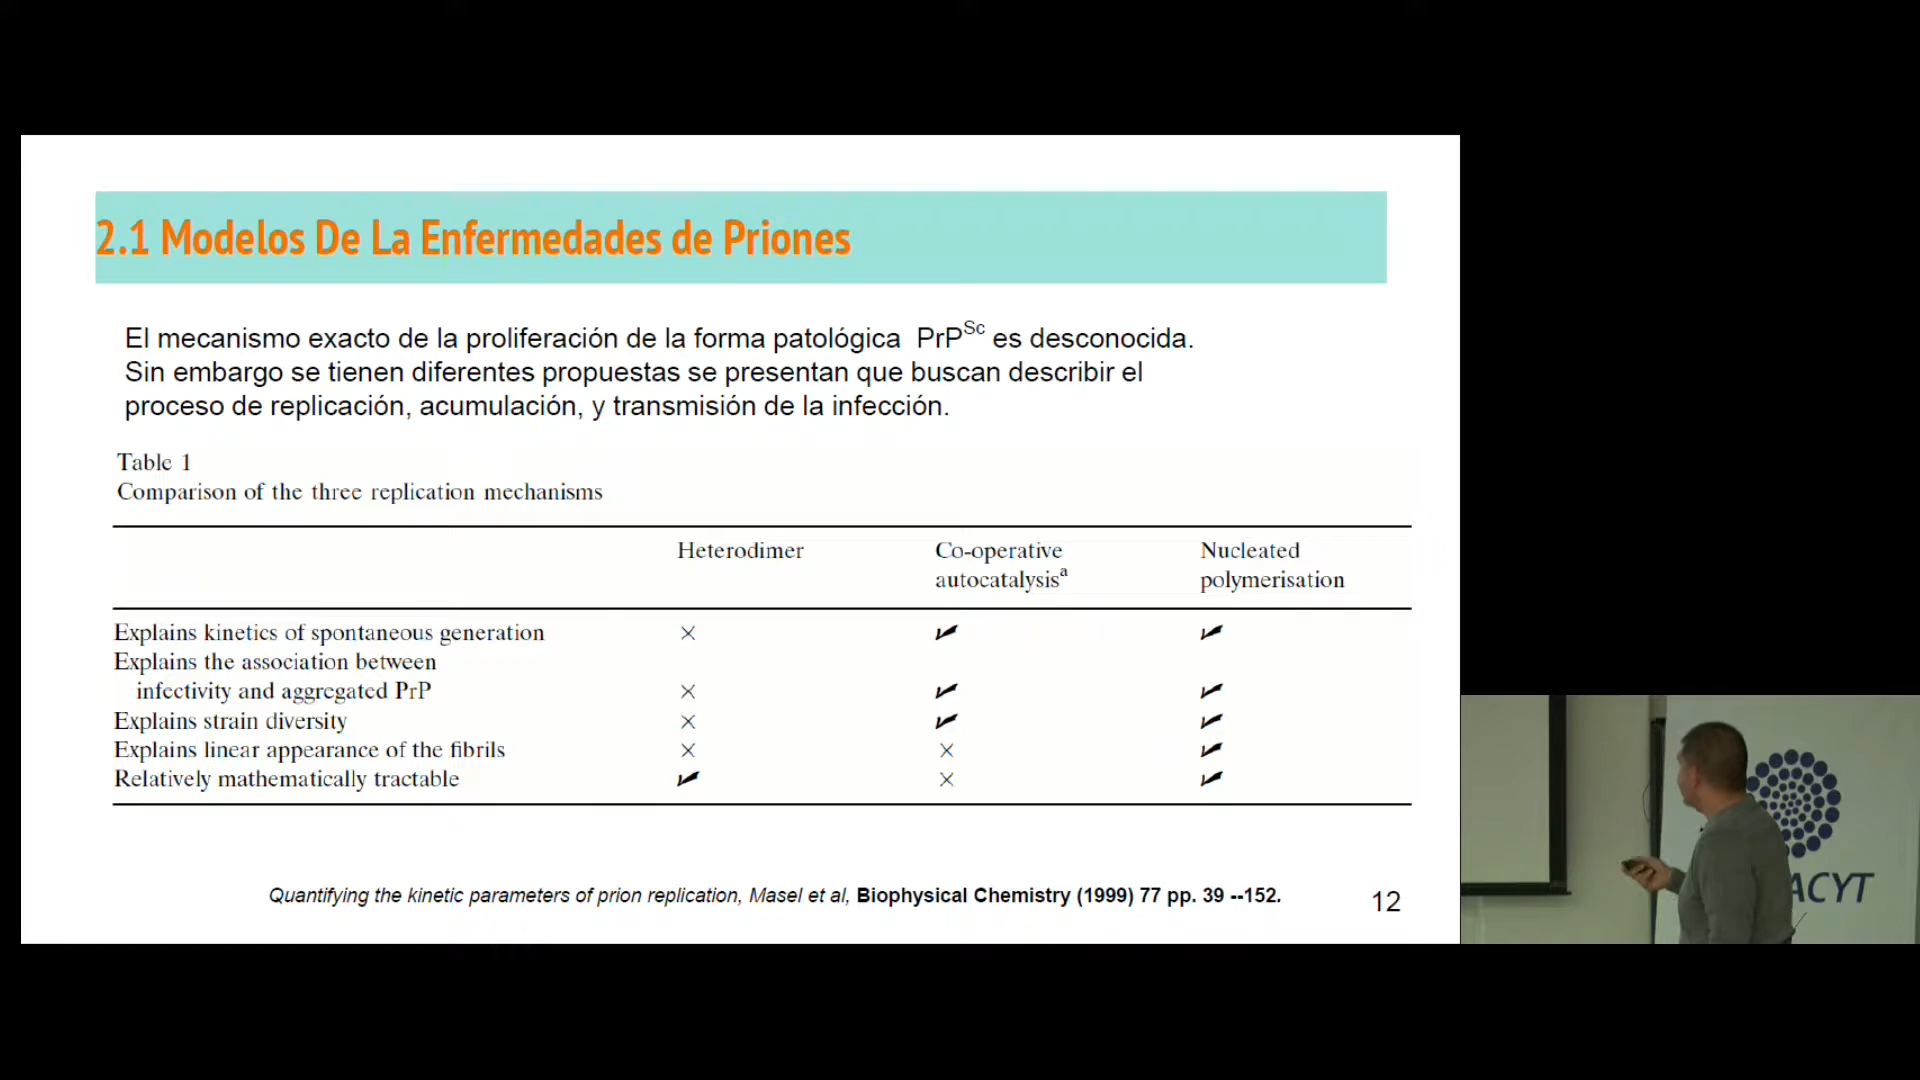 2.1 Modelos De La Enfermedades de Priones
El mecanismo exacto de la proliferación de la forma patológica PrPSc es desconocida.
Sin embargo se tienen diferentes propuestas se presentan que buscan describir el
proceso de replicación, acumulación, y transmisión de la infección.
Table 1
Comparison of the three replication mechanisms
Heterodimer Co-operative Nucleated
autocatalysisa polymerisation
Explains kinetics of spontaneous generation × ✓ ✓
Explains the association between
infectivity and aggregated PrP × ✓ ✓
Explains strain diversity × ✓ ✓
Explains linear appearance of the fibrils × × ✓
Relatively mathematically tractable ✓ × ✓
Quantifying the kinetic parameters of prion replication, Masel et al, Biophysical Chemistry (1999) 77 pp. 39 --152.
12
ACYT